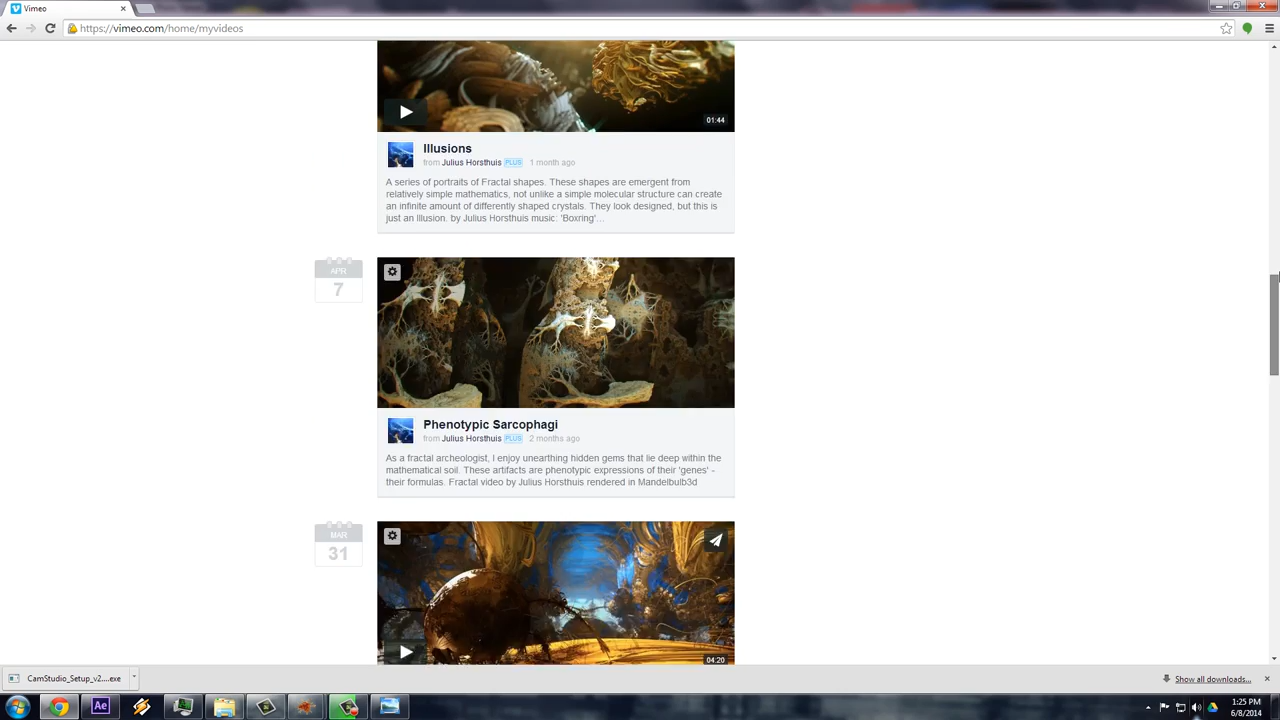 Vimeo
https://vimeo.com/home/myvideos
01:44
Illusions
from Julius Horsthuis PLUS 1 month ago
A series of portraits of Fractal shapes. These shapes are emergent from
relatively simple mathematics, not unlike a simple molecular structure can create
an infinite amount of differently shaped crystals. They look designed, but this is
just an Illusion. by Julius Horsthuis music: 'Boxring'...
APR
7
Phenotypic Sarcophagi
from Julius Horsthuis PLUS 2 months ago
As a fractal archeologist, I enjoy unearthing hidden gems that lie deep within the
mathematical soil. These artifacts are phenotypic expressions of their 'genes' -
their formulas. Fractal video by Julius Horsthuis rendered in Mandelbulb3d
MAR
31
04:20
CamStudio_Setup_v2....exe
Show all downloads...
Ae
1:25 PM
6/8/2014